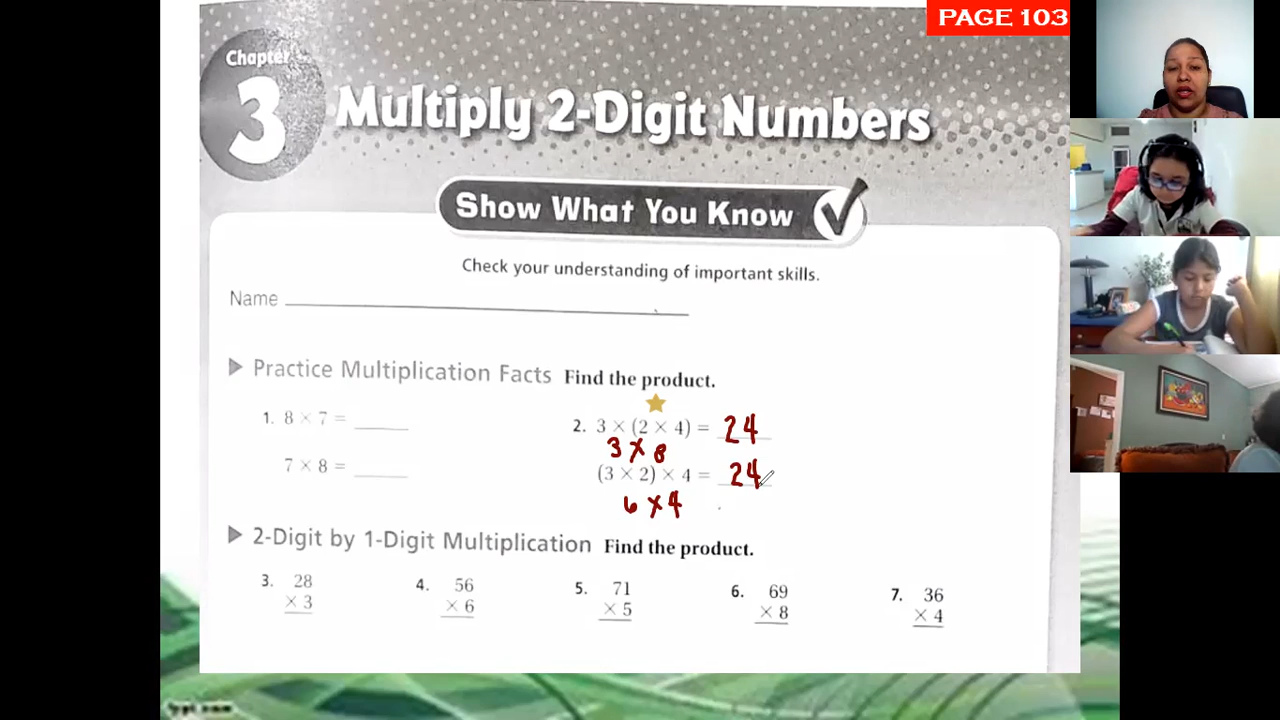 PAGE 103
Chapter
3 Multiply 2-Digit Numbers
Show What You Know
Check your understanding of important skills.
Name
Practice Multiplication Facts Find the product.
1. 8 × 7 =
2. 3 × (2 × 4) = 24
3 × 8
7 × 8 =
(3 × 2) × 4 = 24
6 × 4
2-Digit by 1-Digit Multiplication Find the product.
3. 28
× 3
4. 56
× 6
5. 71
× 5
6. 69
× 8
7. 36
× 4